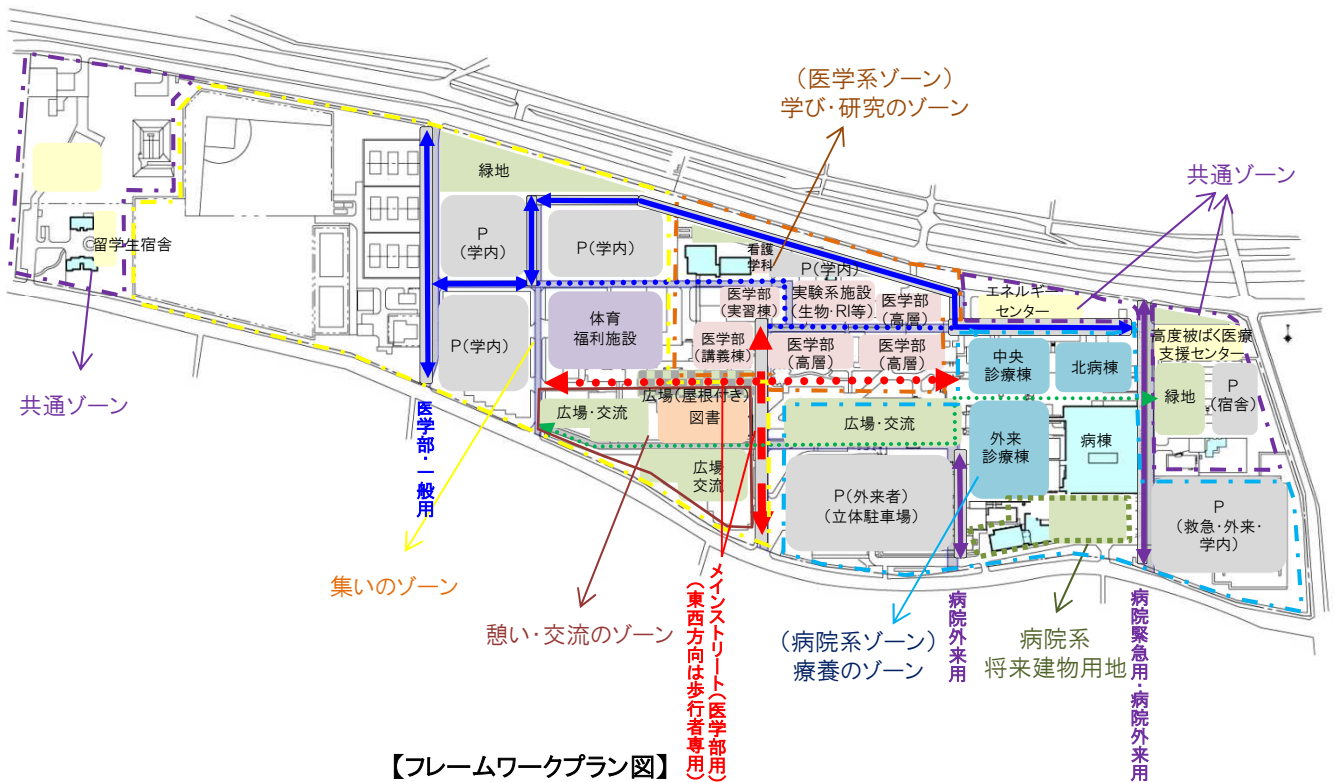 (医学系ゾーン)
学び・研究のゾーン
共通ゾーン
緑地
P
(学内)
P(学内)
看護
学科
P(学内)
留学生宿舎
医学部
(実習棟)
実験系施設
(生物・RI等)
医学部
(高層)
エネルギー
センター
体育
福利施設
P(学内)
医学部
(講義棟)
医学部
(高層)
医学部
(高層)
中央
診療棟
北病棟
高度被ばく医療
支援センター
緑地
P
(宿舎)
共通ゾーン
広場(屋根付き)
広場・交流
図書
広場・交流
外来
診療棟
病棟
広場
交流
P(外来者)
(立体駐車場)
P
(救急・外来・
学内)
医学部・一般用
集いのゾーン
憩い・交流のゾーン
メインストリート(医学部用)
(東西方向は歩行者専用)
(病院系ゾーン)
療養のゾーン
病院外来用
病院系
将来建物用地
病院緊急用・病院外来用
【フレームワークプラン図】